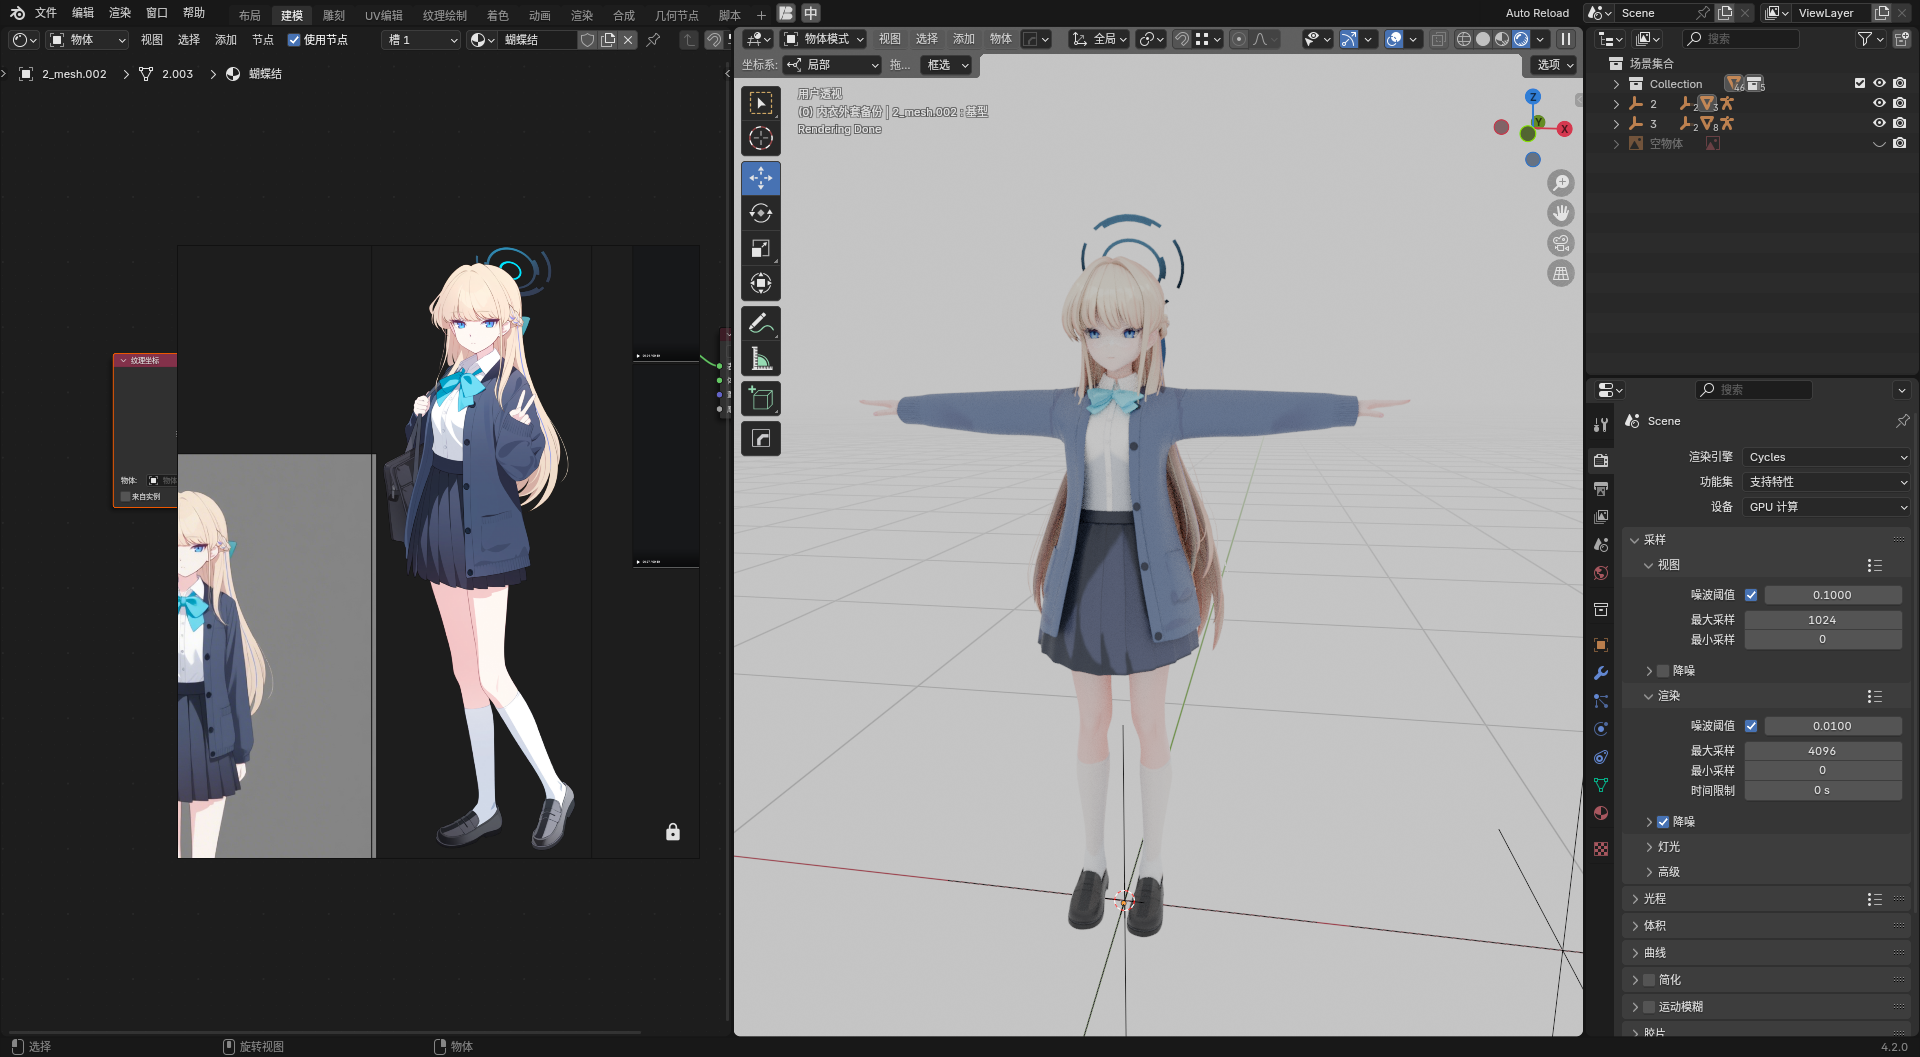 文件 编辑 渲染 窗口 帮助 布局 建模 雕刻 UV编辑 纹理绘制 着色 动画 渲染 合成 几何节点 脚本 + 中 Auto Reload Scene ViewLayer
物体 视图 选择 添加 节点 使用节点 槽 1 蝴蝶结
物体模式 视图 选择 添加 物体 全局
搜索
坐标系: 局部 拖... 框选 选项
2_mesh.002 2.003 蝴蝶结
用户透视
(0) 内衣外套备份 | 2_mesh.002 : 基型
Rendering Done
Z
Y
X
场景集合
Collection 46 5
2 2 3
3 2 8
空物体
纹理坐标
物体: 物体
来自实例
搜索
Scene
渲染引擎 Cycles
功能集 支持特性
设备 GPU 计算
采样
视图
噪波阈值 0.1000
最大采样 1024
最小采样 0
降噪
渲染
噪波阈值 0.0100
最大采样 4096
最小采样 0
时间限制 0 s
降噪
灯光
高级
光程
体积
曲线
简化
运动模糊
胶片
选择 旋转视图 物体 4.2.0